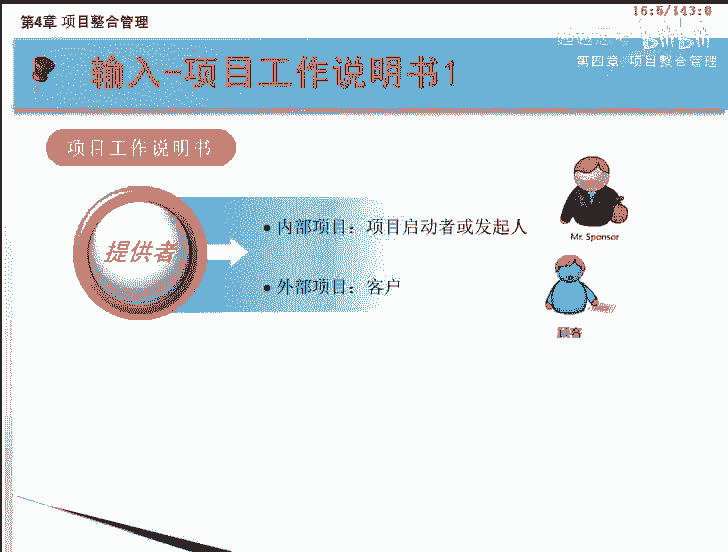 16:5/143:0
第4章 项目整合管理
输入-项目工作说明书1
第四章 项目整合管理
项目工作说明书
提供者
● 内部项目：项目启动者或发起人
Mr. Sponsor
● 外部项目：客户
顾客